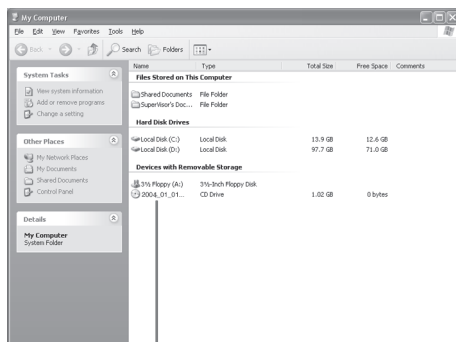 My Computer
File Edit View Favorites Tools Help
Back Search Folders
System Tasks
View system information
Add or remove programs
Change a setting
Other Places
My Network Places
My Documents
Shared Documents
Control Panel
Details
My Computer
System Folder
Name Type Total Size Free Space Comments
Files Stored on This Computer
Shared Documents File Folder
SuperVisor's Doc... File Folder
Hard Disk Drives
Local Disk (C:) Local Disk 13.9 GB 12.6 GB
Local Disk (D:) Local Disk 97.7 GB 71.0 GB
Devices with Removable Storage
3½ Floppy (A:) 3½-Inch Floppy Disk
2004_01_01... CD Drive 1.02 GB 0 bytes